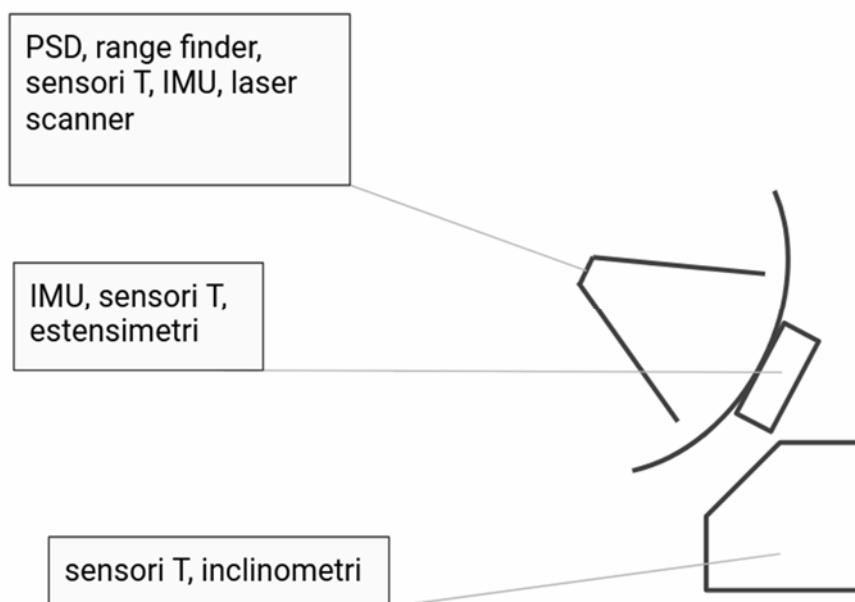 PSD, range finder,
sensori T, IMU, laser
scanner
IMU, sensori T,
estensimetri
sensori T, inclinometri